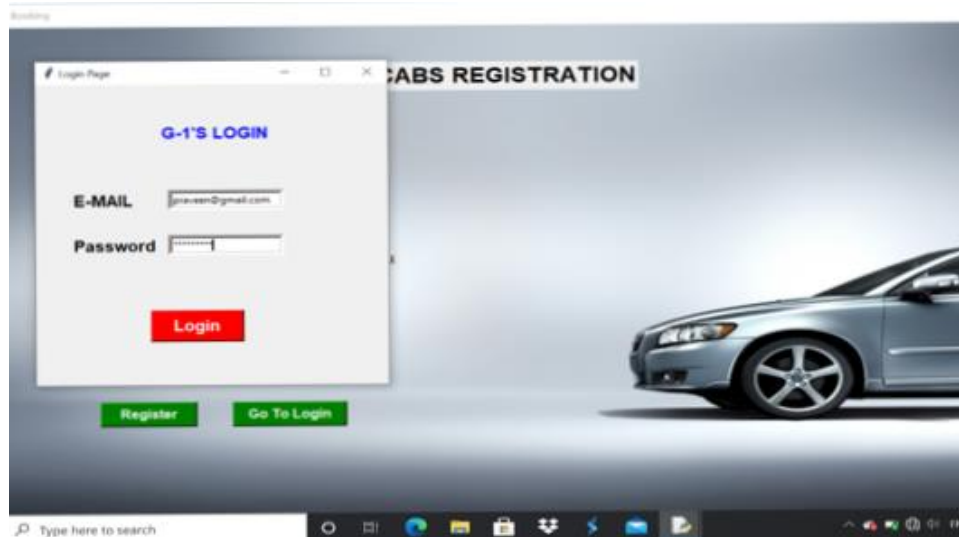 Booking
Login Page
CABS REGISTRATION
G-1'S LOGIN
E-MAIL praveen@gmail.com
Password ********
Login
Register Go To Login
Type here to search